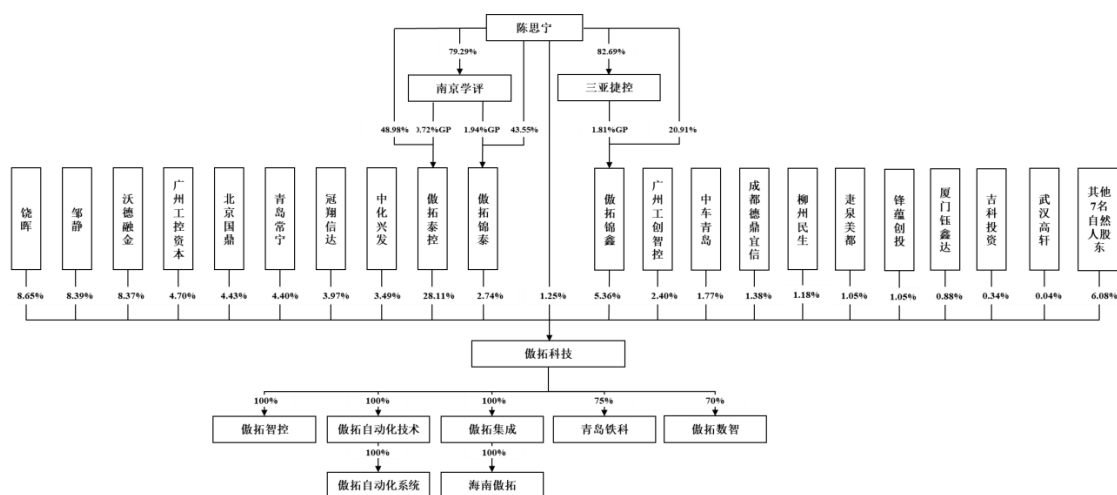 陈思宁
79.29%
82.69%
南京学评
三亚捷控
48.98%
0.72%GP
1.94%GP
43.55%
1.81%GP
20.91%
饶晖
邹静
沃德融金
广州工控资本
北京国鼎
青岛常宁
冠翔信达
中化兴发
傲拓泰控
傲拓锦泰
傲拓锦鑫
广州工创智控
中车青岛
成都德鼎宜信
柳州民生
疌泉美都
锋蕴创投
厦门钰鑫达
吉科投资
武汉高轩
其他7名自然人股东
8.65%
8.39%
8.37%
4.70%
4.43%
4.40%
3.97%
3.49%
28.11%
2.74%
1.25%
5.36%
2.40%
1.77%
1.38%
1.18%
1.05%
1.05%
0.88%
0.34%
0.04%
6.08%
傲拓科技
100%
100%
100%
75%
70%
傲拓智控
傲拓自动化技术
傲拓集成
青岛铁科
傲拓数智
100%
100%
傲拓自动化系统
海南傲拓